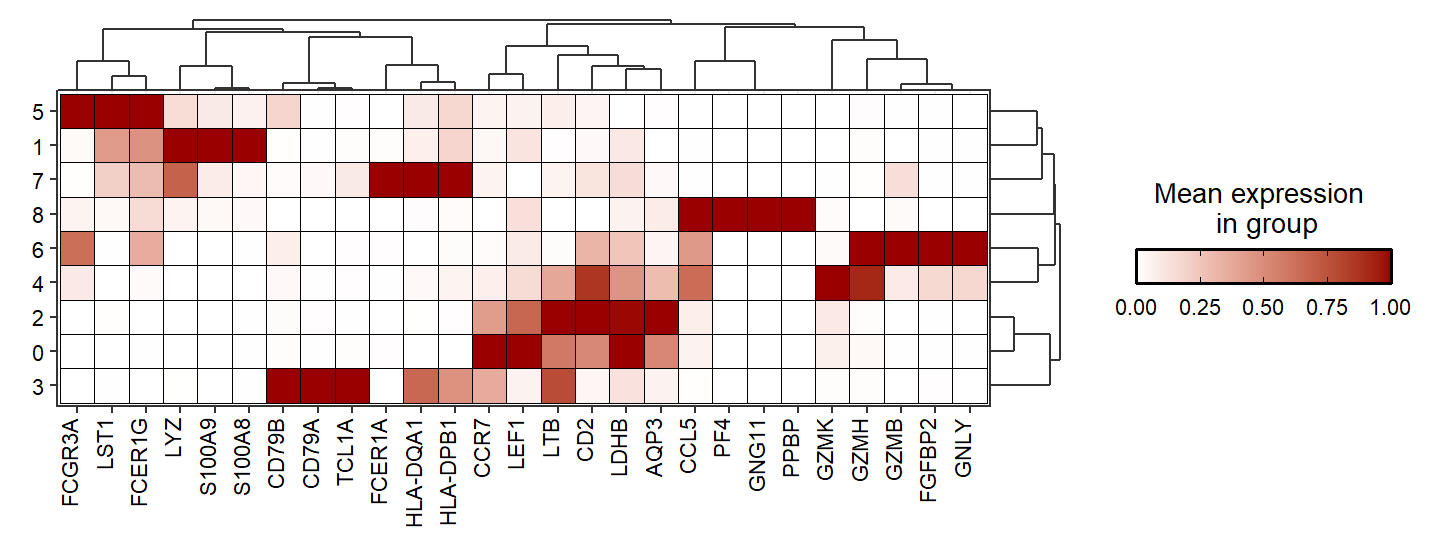 5
1
7
8
6
4
2
0
3
FCGR3A
LST1
FCER1G
LYZ
S100A9
S100A8
CD79B
CD79A
TCL1A
FCER1A
HLA-DQA1
HLA-DPB1
CCR7
LEF1
LTB
CD2
LDHB
AQP3
CCL5
PF4
GNG11
PPBP
GZMK
GZMH
GZMB
FGFBP2
GNLY
Mean expression
in group
0.00 0.25 0.50 0.75 1.00